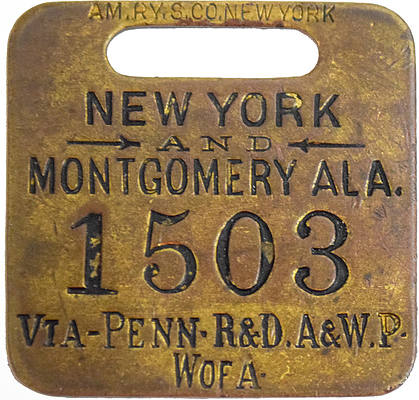 AM.RY.S.CO.NEW YORK
NEW YORK
AND
MONTGOMERY ALA.
1503
VIA-PENN. R&D. A&W.P.
W OF A.